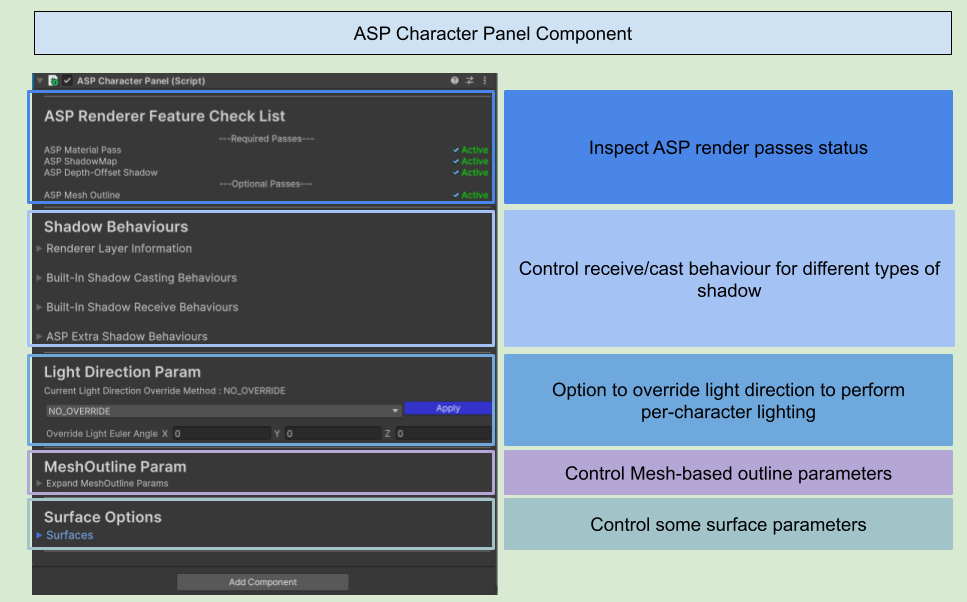 ASP Character Panel Component
ASP Character Panel (Script)
ASP Renderer Feature Check List
---Required Passes---
ASP Material Pass Active
ASP ShadowMap Active
ASP Depth-Offset Shadow Active
---Optional Passes---
ASP Mesh Outline Active
Inspect ASP render passes status
Shadow Behaviours
Renderer Layer Information
Built-In Shadow Casting Behaviours
Built-In Shadow Receive Behaviours
ASP Extra Shadow Behaviours
Control receive/cast behaviour for different types of
shadow
Light Direction Param
Current Light Direction Override Method : NO_OVERRIDE
NO_OVERRIDE Apply
Override Light Euler Angle X 0 Y 0 Z 0
Option to override light direction to perform
per-character lighting
MeshOutline Param
Expand MeshOutline Params
Control Mesh-based outline parameters
Surface Options
Surfaces
Control some surface parameters
Add Component